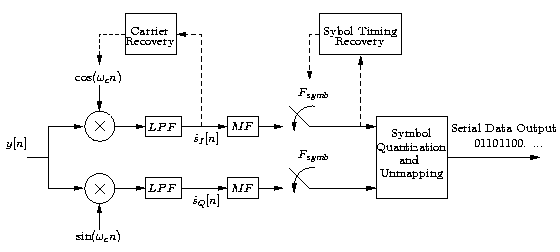 Carrier
Recovery
Sybol Timing
Recovery
cos(ω_c n)
F_symb
× LPF ŝ_I[n] MF
y[n]
Symbol
Quantization
and
Unmapping
Serial Data Output
01101100. ...
F_symb
× LPF ŝ_Q[n] MF
sin(ω_c n)